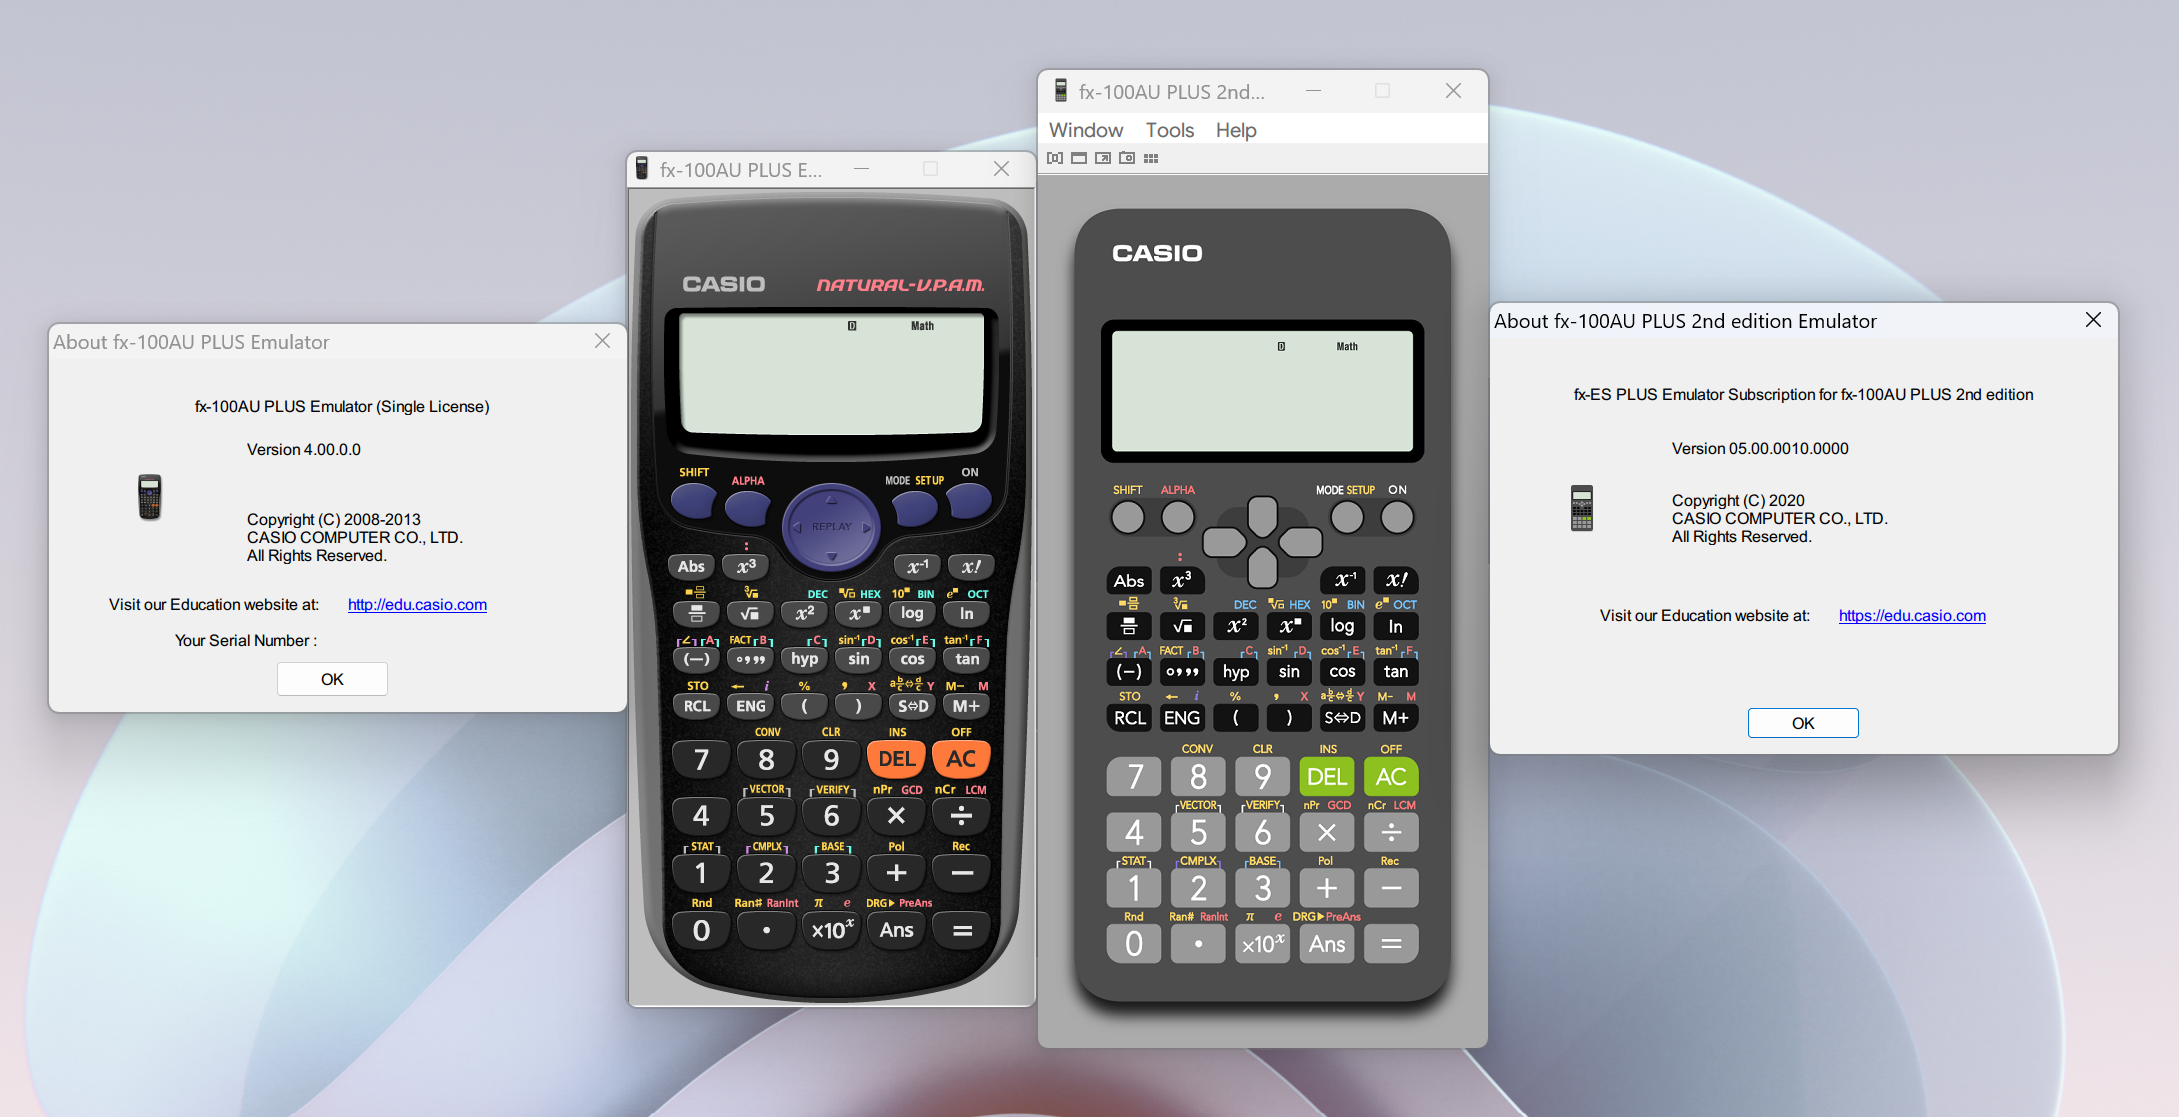 About fx-100AU PLUS Emulator
fx-100AU PLUS Emulator (Single License)
Version 4.00.0.0
Copyright (C) 2008-2013
CASIO COMPUTER CO., LTD.
All Rights Reserved.
Visit our Education website at: http://edu.casio.com
Your Serial Number :
OK
fx-100AU PLUS E...
CASIO NATURAL-V.P.A.M.
D Math
SHIFT ALPHA MODE SETUP ON
REPLAY
:
Abs x³ x⁻¹ x!
■■/□ ³√■ DEC ■√□ HEX 10■ BIN e■ OCT
■/□ √■ x² x■ log ln
∠ A FACT B C sin⁻¹ D cos⁻¹ E tan⁻¹ F
(−) °,,, hyp sin cos tan
STO ← i % , X a b/c⇔d/c Y M− M
RCL ENG ( ) S⇔D M+
CONV CLR INS OFF
7 8 9 DEL AC
VECTOR VERIFY nPr GCD nCr LCM
4 5 6 × ÷
STAT CMPLX BASE Pol Rec
1 2 3 + −
Rnd Ran# RanInt π e DRG▶ PreAns
0 . ×10ˣ Ans =
fx-100AU PLUS 2nd...
Window Tools Help
CASIO
D Math
SHIFT ALPHA MODE SETUP ON
:
Abs x³ x⁻¹ x!
■■/□ ³√■ DEC ■√□ HEX 10■ BIN e■ OCT
■/□ √■ x² x■ log ln
∠ A FACT B C sin⁻¹ D cos⁻¹ E tan⁻¹ F
(−) °,,, hyp sin cos tan
STO ← i % , X a b/c⇔d/c Y M− M
RCL ENG ( ) S⇔D M+
CONV CLR INS OFF
7 8 9 DEL AC
VECTOR VERIFY nPr GCD nCr LCM
4 5 6 × ÷
STAT CMPLX BASE Pol Rec
1 2 3 + −
Rnd Ran# RanInt π e DRG▶PreAns
0 . ×10ˣ Ans =
About fx-100AU PLUS 2nd edition Emulator
fx-ES PLUS Emulator Subscription for fx-100AU PLUS 2nd edition
Version 05.00.0010.0000
Copyright (C) 2020
CASIO COMPUTER CO., LTD.
All Rights Reserved.
Visit our Education website at: https://edu.casio.com
OK